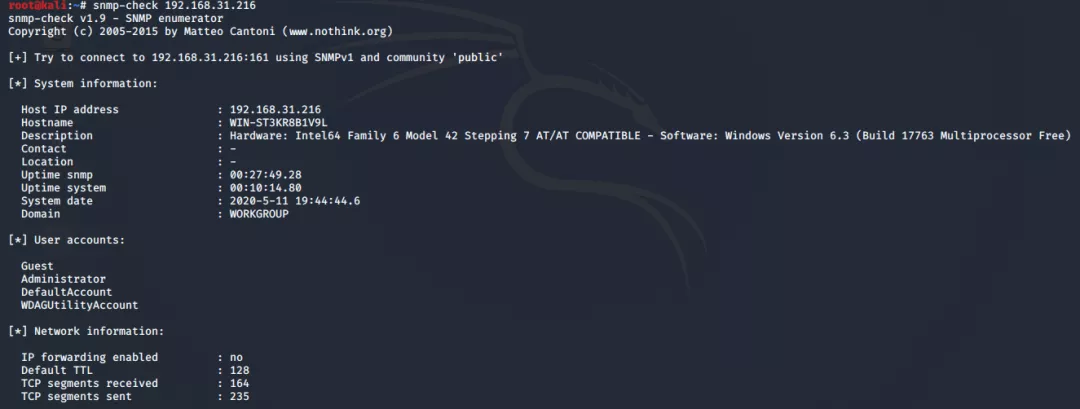 root@kali:~# snmp-check 192.168.31.216
snmp-check v1.9 - SNMP enumerator
Copyright (c) 2005-2015 by Matteo Cantoni (www.nothink.org)
[+] Try to connect to 192.168.31.216:161 using SNMPv1 and community 'public'
[*] System information:
Host IP address : 192.168.31.216
Hostname : WIN-ST3KR8B1V9L
Description : Hardware: Intel64 Family 6 Model 42 Stepping 7 AT/AT COMPATIBLE - Software: Windows Version 6.3 (Build 17763 Multiprocessor Free)
Contact : -
Location : -
Uptime snmp : 00:27:49.28
Uptime system : 00:10:14.80
System date : 2020-5-11 19:44:44.6
Domain : WORKGROUP
[*] User accounts:
Guest
Administrator
DefaultAccount
WDAGUtilityAccount
[*] Network information:
IP forwarding enabled : no
Default TTL : 128
TCP segments received : 164
TCP segments sent : 235